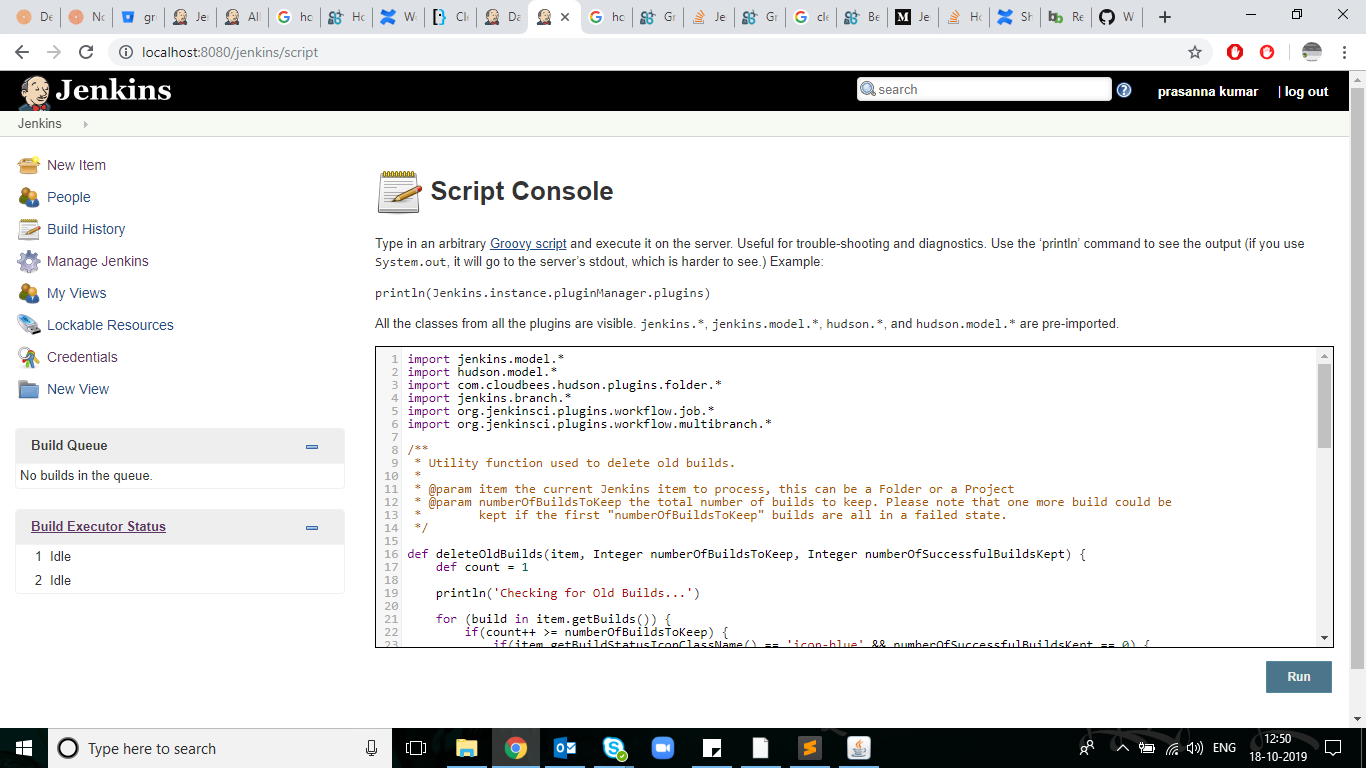 De
No
gr
Je
All
hc
Ho
We
Cl
Da
hc
Gr
Je
Gr
cle
Be
Je
Ho
Sh
Re
W
localhost:8080/jenkins/script
Jenkins
search
prasanna kumar
| log out
Jenkins
New Item
People
Build History
Manage Jenkins
My Views
Lockable Resources
Credentials
New View
Build Queue
No builds in the queue.
Build Executor Status
1 Idle
2 Idle
Script Console
Type in an arbitrary Groovy script and execute it on the server. Useful for trouble-shooting and diagnostics. Use the ‘println’ command to see the output (if you use
System.out, it will go to the server’s stdout, which is harder to see.) Example:
println(Jenkins.instance.pluginManager.plugins)
All the classes from all the plugins are visible. jenkins.*, jenkins.model.*, hudson.*, and hudson.model.* are pre-imported.
1 import jenkins.model.*
2 import hudson.model.*
3 import com.cloudbees.hudson.plugins.folder.*
4 import jenkins.branch.*
5 import org.jenkinsci.plugins.workflow.job.*
6 import org.jenkinsci.plugins.workflow.multibranch.*
7
8 /**
9 * Utility function used to delete old builds.
10 *
11 * @param item the current Jenkins item to process, this can be a Folder or a Project
12 * @param numberOfBuildsToKeep the total number of builds to keep. Please note that one more build could be
13 * kept if the first "numberOfBuildsToKeep" builds are all in a failed state.
14 */
15
16 def deleteOldBuilds(item, Integer numberOfBuildsToKeep, Integer numberOfSuccessfulBuildsKept) {
17 def count = 1
18
19 println('Checking for Old Builds...')
20
21 for (build in item.getBuilds()) {
22 if(count++ >= numberOfBuildsToKeep) {
23 if(item.getBuildStatusIconClassName() == 'icon-blue' && numberOfSuccessfulBuildsKept == 0) {
Run
Type here to search
ENG
12:50
18-10-2019